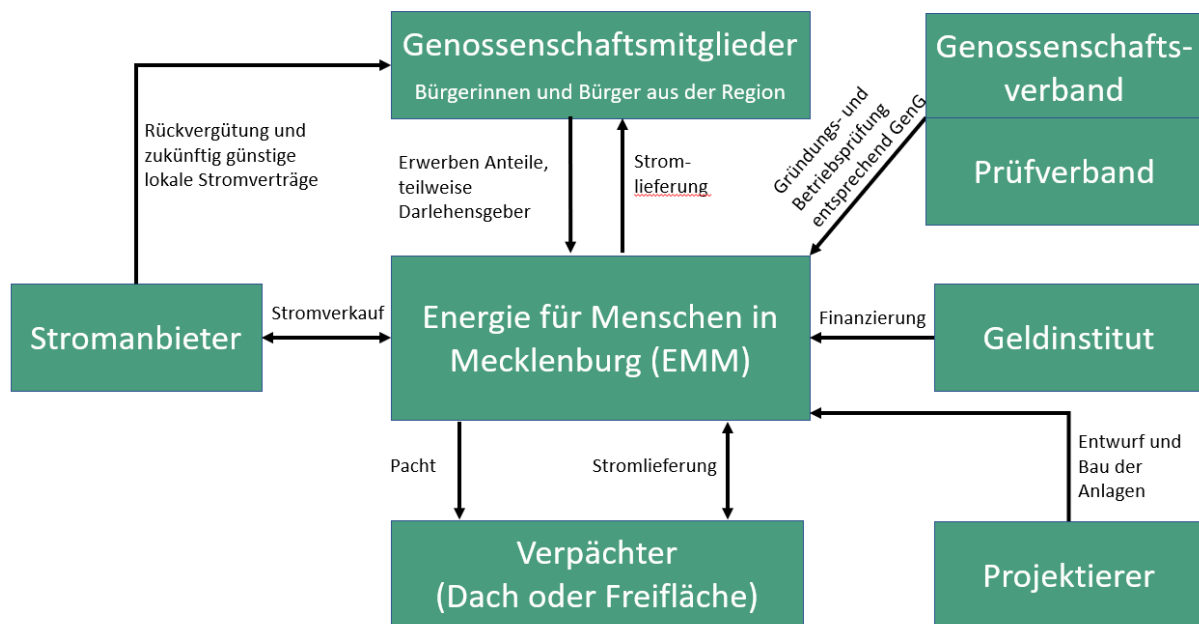 Genossenschaftsmitglieder
Bürgerinnen und Bürger aus der Region
Genossenschafts-
verband
Prüfverband
Rückvergütung und
zukünftig günstige
lokale Stromverträge
Erwerben Anteile,
teilweise
Darlehensgeber
Strom-
lieferung
Gründungs- und
Betriebsprüfung
entsprechend GenG
Stromanbieter
Stromverkauf
Energie für Menschen in
Mecklenburg (EMM)
Finanzierung
Geldinstitut
Pacht
Stromlieferung
Entwurf und
Bau der
Anlagen
Verpächter
(Dach oder Freifläche)
Projektierer